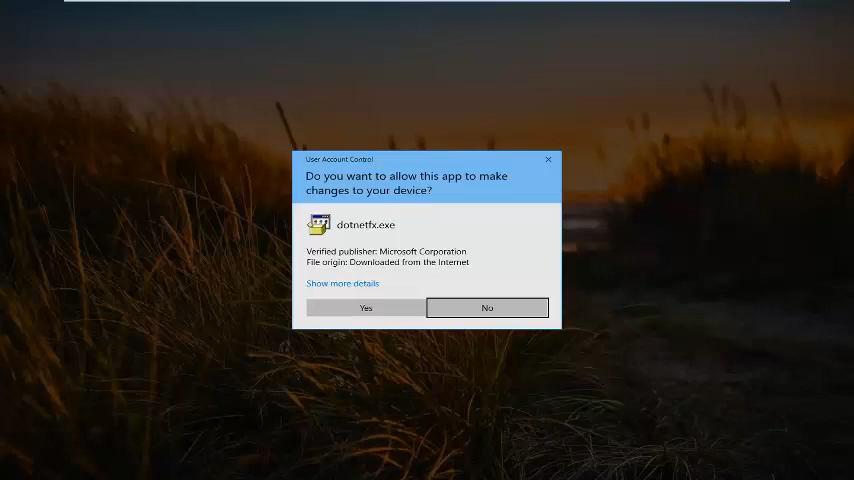 User Account Control
Do you want to allow this app to make
changes to your device?
dotnetfx.exe
Verified publisher: Microsoft Corporation
File origin: Downloaded from the Internet
Show more details
Yes
No